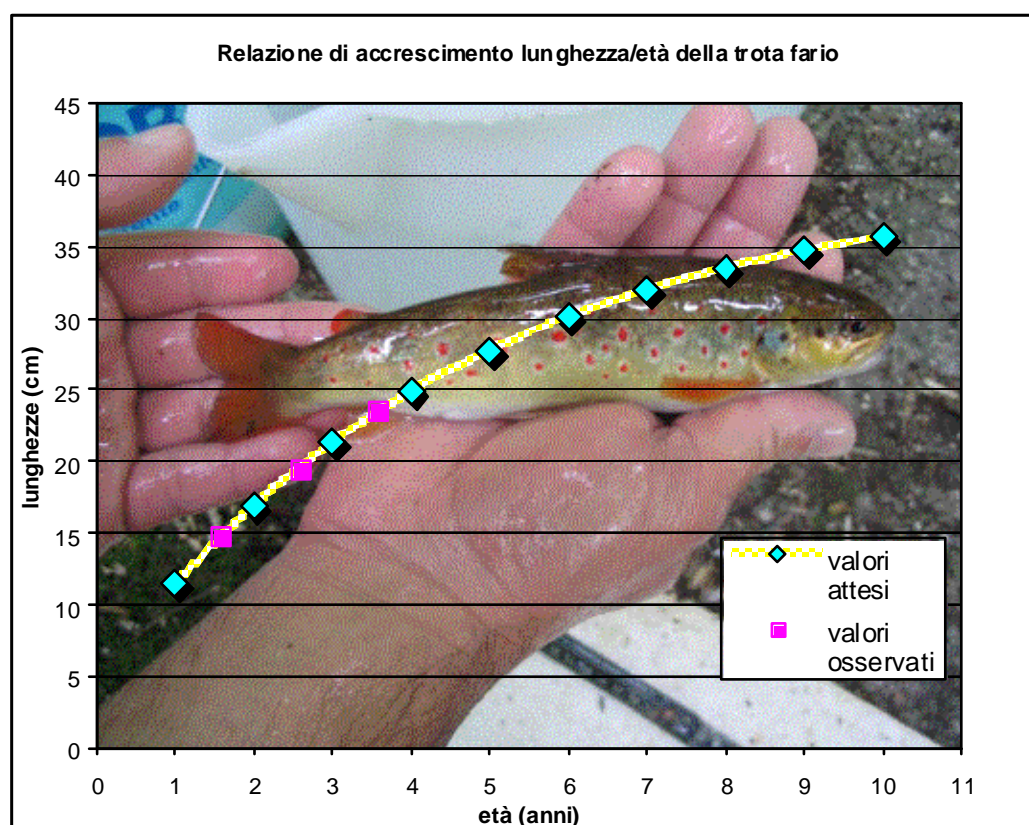 Relazione di accrescimento lunghezza/età della trota fario
45
40
35
30
25
20
15
10
5
0
lunghezze (cm)
valori
attesi
valori
osservati
0 1 2 3 4 5 6 7 8 9 10 11
età (anni)